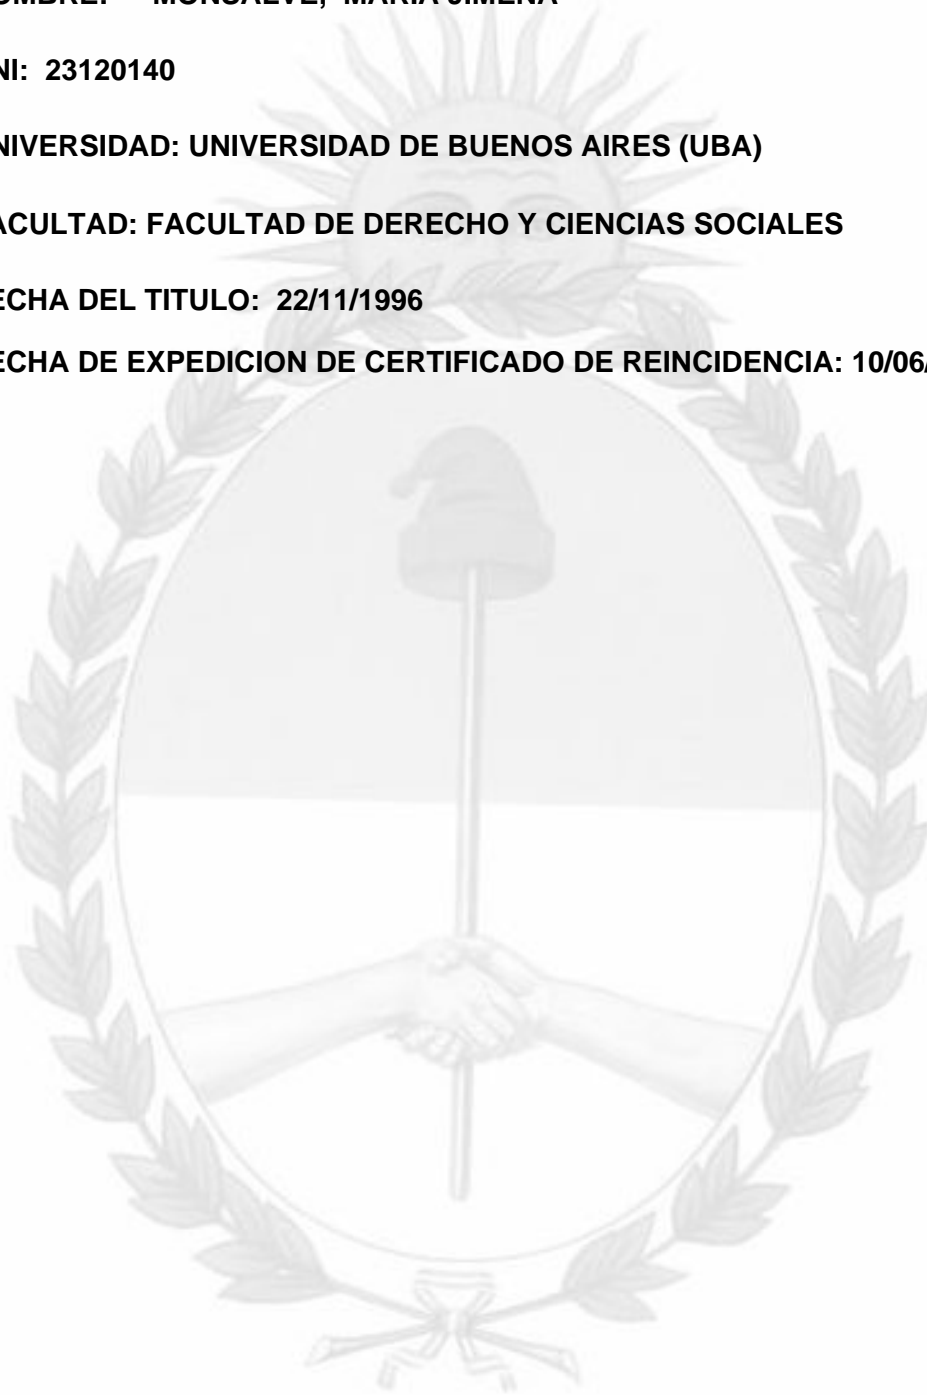 OMBRE: MONSALVE, MARIA JIMENA
NI: 23120140
NIVERSIDAD: UNIVERSIDAD DE BUENOS AIRES (UBA)
ACULTAD: FACULTAD DE DERECHO Y CIENCIAS SOCIALES
ECHA DEL TITULO: 22/11/1996
ECHA DE EXPEDICION DE CERTIFICADO DE REINCIDENCIA: 10/06/